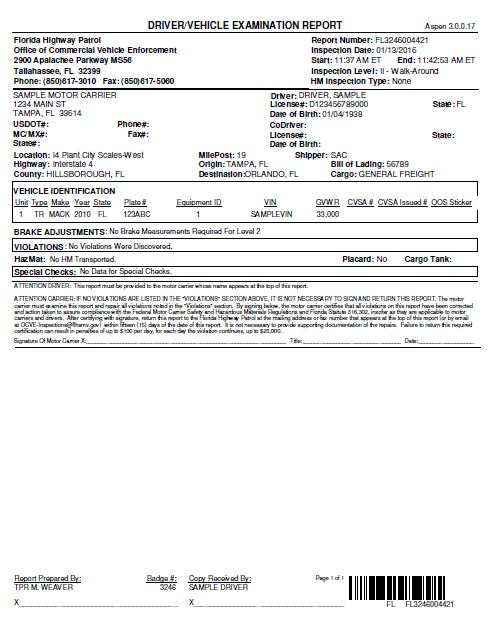 DRIVER/VEHICLE EXAMINATION REPORT Aspen 3.0.0.17
Florida Highway Patrol Report Number: FL3246004421
Office of Commercial Vehicle Enforcement Inspection Date: 01/13/2016
2900 Apalachee Parkway MS56 Start: 11:37 AM ET End: 11:42:53 AM ET
Tallahassee, FL 32399 Inspection Level: II - Walk-Around
Phone: (850)617-3010 Fax: (850)617-5060 HM Inspection Type: None
SAMPLE MOTOR CARRIER Driver: DRIVER, SAMPLE
1234 MAIN ST License#: D123456789000 State: FL
TAMPA, FL 33614 Date of Birth: 01/04/1938
USDOT#: Phone#: CoDriver:
MC/MX#: Fax#: License#: State:
State#: Date of Birth:
Location: I4 Plant City Scales-West MilePost: 19 Shipper: SAC
Highway: Interstate 4 Origin: TAMPA, FL Bill of Lading: 56789
County: HILLSBOROUGH, FL Destination: ORLANDO, FL Cargo: GENERAL FREIGHT
VEHICLE IDENTIFICATION
Unit Type Make Year State Plate # Equipment ID VIN GVWR CVSA # CVSA Issued # OOS Sticker
1 TR MACK 2010 FL 123ABC 1 SAMPLEVIN 33,000
BRAKE ADJUSTMENTS: No Brake Measurements Required For Level 2
VIOLATIONS: No Violations Were Discovered.
HazMat: No HM Transported. Placard: No Cargo Tank:
Special Checks: No Data for Special Checks.
ATTENTION DRIVER: This report must be provided to the motor carrier whose name appears at the top of this report.
ATTENTION CARRIER: IF NO VIOLATIONS ARE LISTED IN THE "VIOLATIONS" SECTION ABOVE, IT IS NOT NECESSARY TO SIGN AND RETURN THIS REPORT. The motor
carrier must examine this report and repair all violations noted in the "Violations" section. By signing below, the motor carrier certifies that all violations on this report have been corrected
and action taken to assure compliance with the Federal Motor Carrier Safety and Hazardous Materials Regulations and Florida Statute 316.302, insofar as they are applicable to motor
carriers and drivers. After certifying with signature, return this report to the Florida Highway Patrol at the mailing address or fax number that appears at the top of this report (or by email
at OCVE-Inspections@flhsmv.gov) within fifteen (15) days of the date of this report. It is not necessary to provide supporting documentation of the repairs. Failure to return this required
certification can result in penalties of up to $100 per day, for each day the violation continues, up to $25,000.
Signature Of Motor Carrier X: Title: Date:
Report Prepared By: Badge #: Copy Received By: Page 1 of 1
TPR M. WEAVER 3246 SAMPLE DRIVER
X X FL FL3246004421